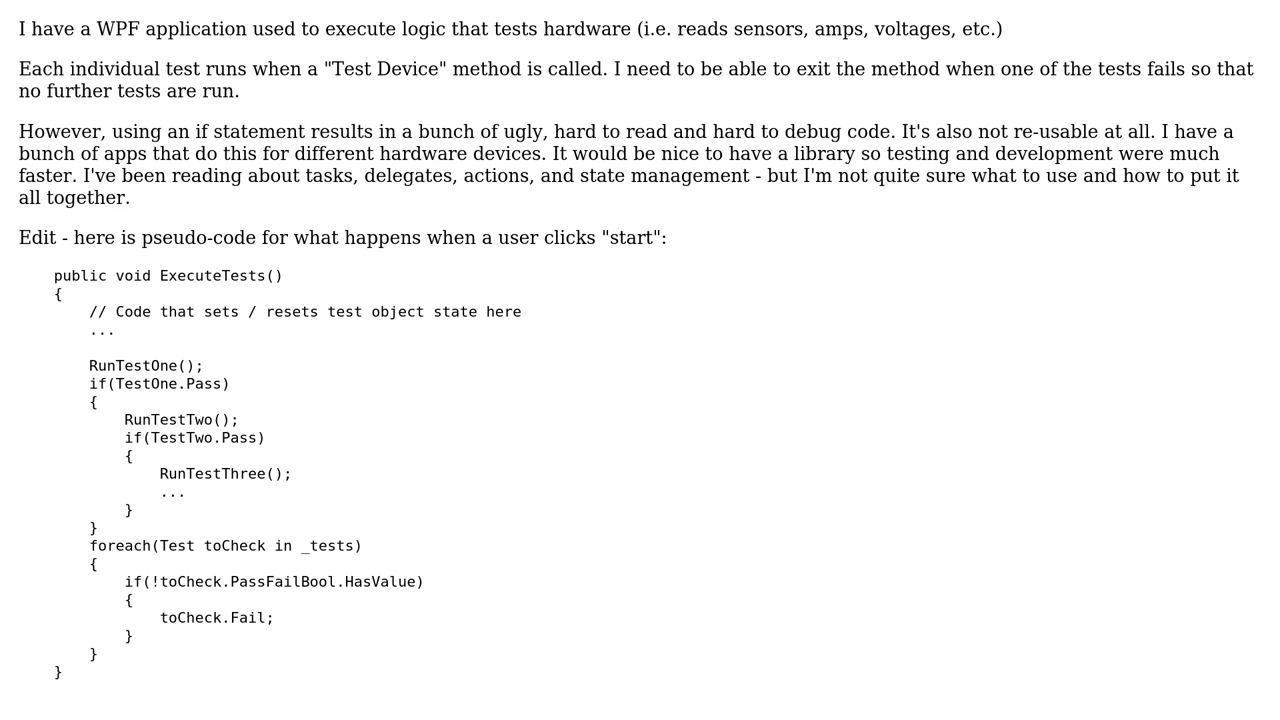 I have a WPF application used to execute logic that tests hardware (i.e. reads sensors, amps, voltages, etc.)
Each individual test runs when a "Test Device" method is called. I need to be able to exit the method when one of the tests fails so that
no further tests are run.
However, using an if statement results in a bunch of ugly, hard to read and hard to debug code. It's also not re-usable at all. I have a
bunch of apps that do this for different hardware devices. It would be nice to have a library so testing and development were much
faster. I've been reading about tasks, delegates, actions, and state management - but I'm not quite sure what to use and how to put it
all together.
Edit - here is pseudo-code for what happens when a user clicks "start":
public void ExecuteTests()
{
    // Code that sets / resets test object state here
    ...
    RunTestOne();
    if(TestOne.Pass)
    {
        RunTestTwo();
        if(TestTwo.Pass)
        {
            RunTestThree();
            ...
        }
    }
    foreach(Test toCheck in _tests)
    {
        if(!toCheck.PassFailBool.HasValue)
        {
            toCheck.Fail;
        }
    }
}